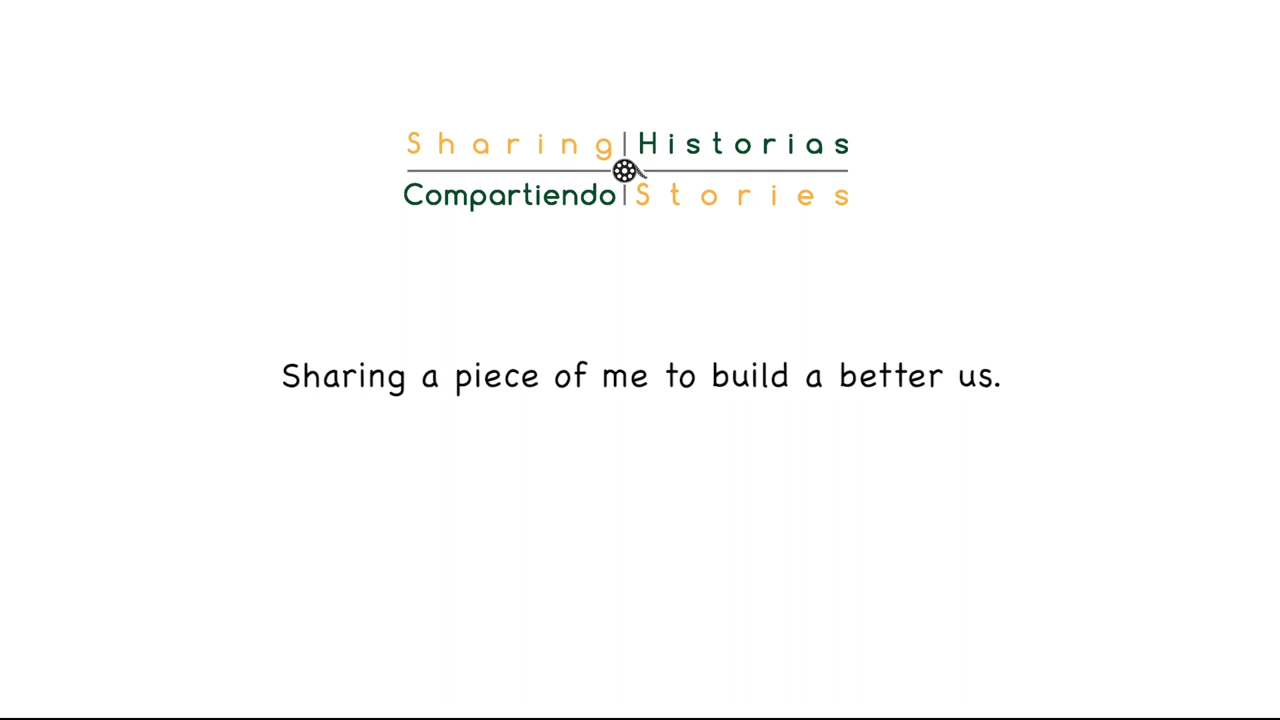 Sharing Historias
Compartiendo Stories
Sharing a piece of me to build a better us.